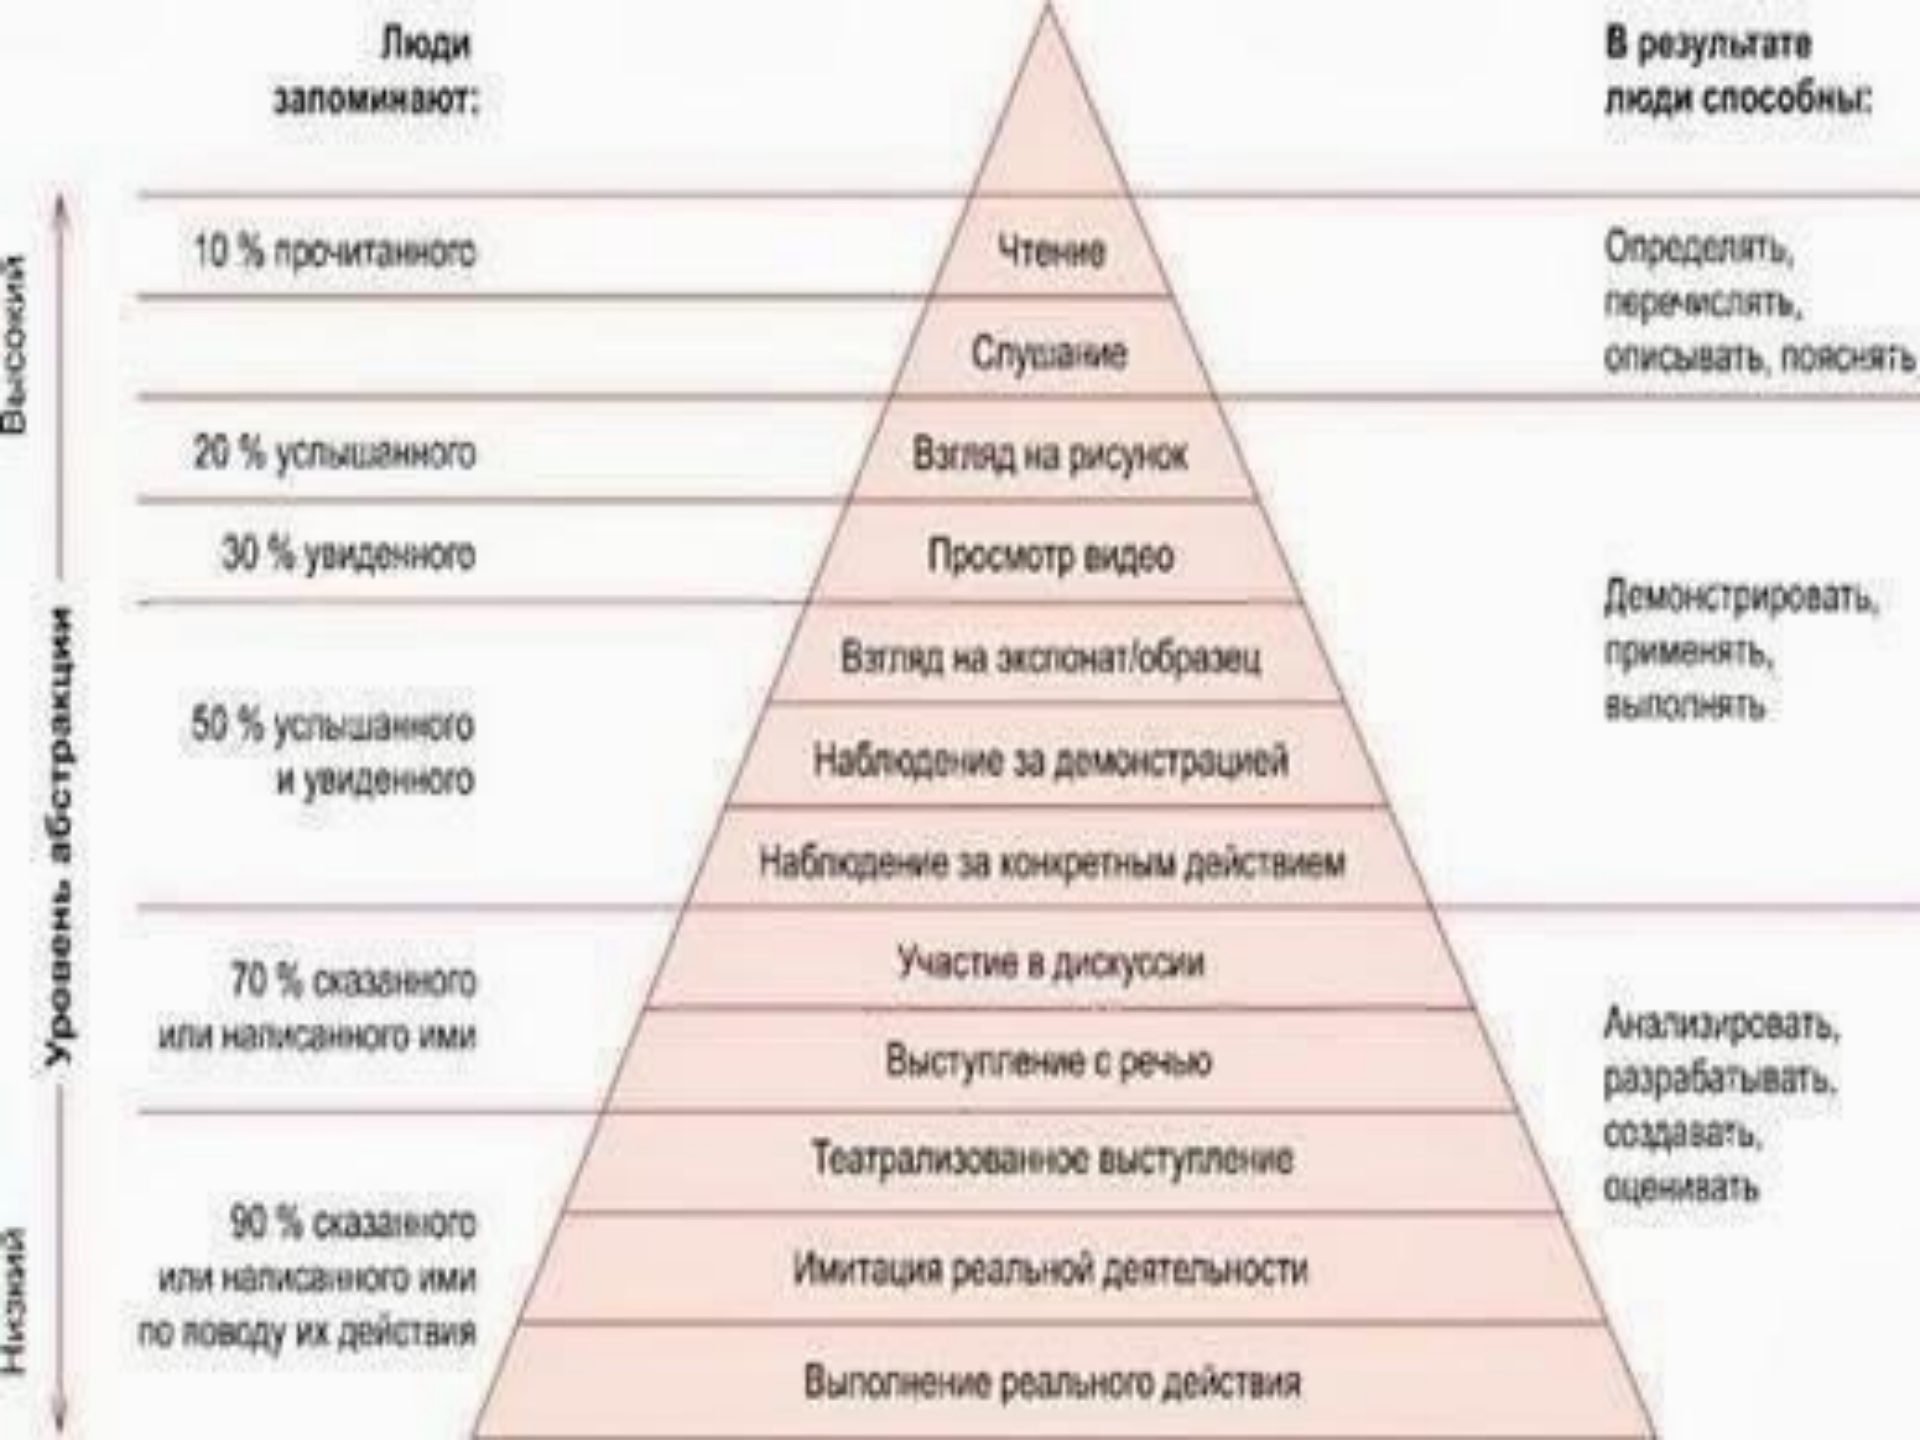 Люди
запоминают:
В результате
люди способны:
Высокий
Уровень абстракции
Низкий
10 % прочитанного
20 % услышанного
30 % увиденного
50 % услышанного
и увиденного
70 % сказанного
или написанного ими
90 % сказанного
или написанного ими
по поводу их действия
Чтение
Слушание
Взгляд на рисунок
Просмотр видео
Взгляд на экспонат/образец
Наблюдение за демонстрацией
Наблюдение за конкретным действием
Участие в дискуссии
Выступление с речью
Театрализованное выступление
Имитация реальной деятельности
Выполнение реального действия
Определять,
перечислять,
описывать, пояснять,
Демонстрировать,
применять,
выполнять
Анализировать,
разрабатывать,
создавать,
оценивать